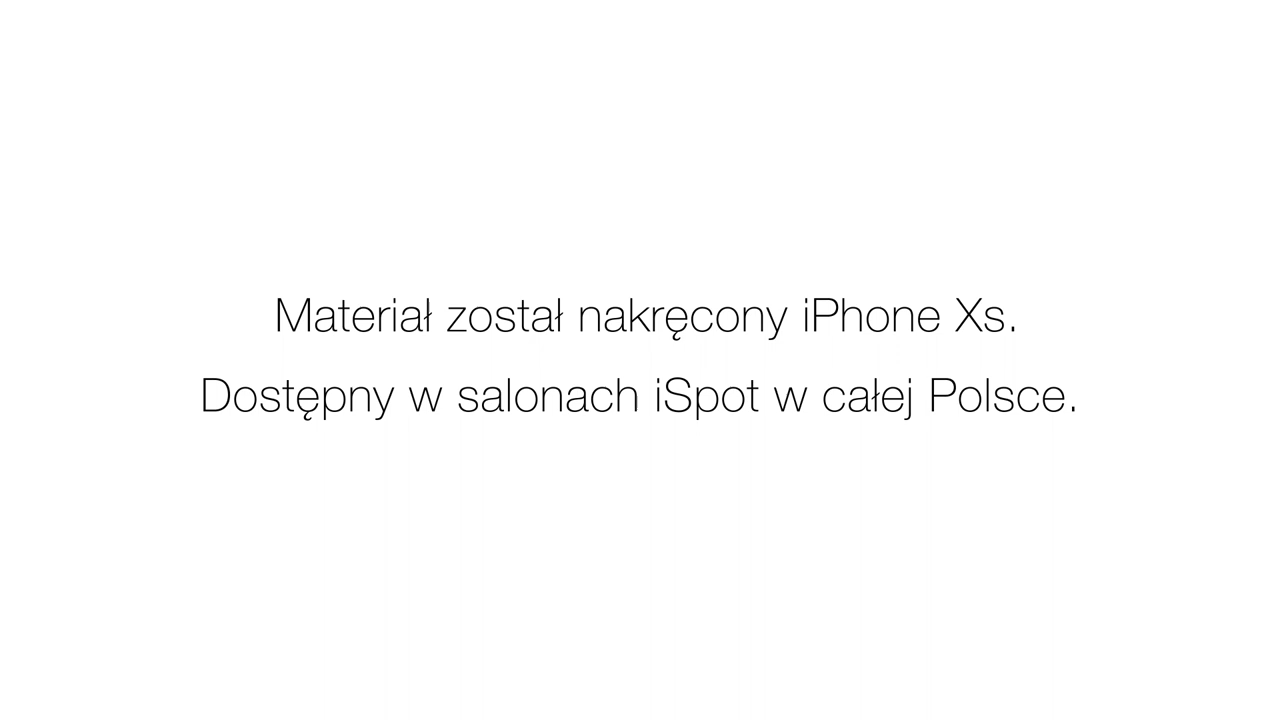 Materiał został nakręcony iPhone Xs.
Dostępny w salonach iSpot w całej Polsce.